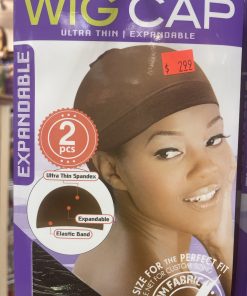 WIG CAP
ULTRA THIN | EXPANDABLE
$ 2.99
EXPANDABLE
2
pcs
Ultra Thin Spandex
Expandable
Elastic Band
SIZE FOR THE PERFECT FIT
FABRIC